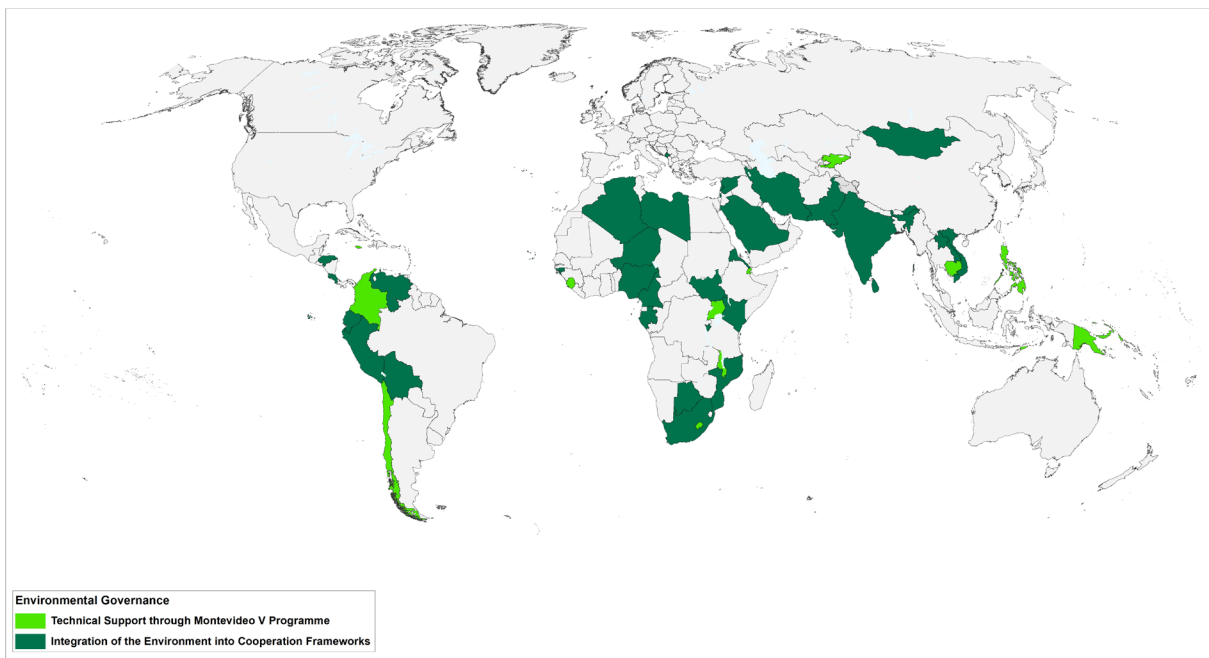 Environmental Governance
Technical Support through Montevideo V Programme
Integration of the Environment into Cooperation Frameworks